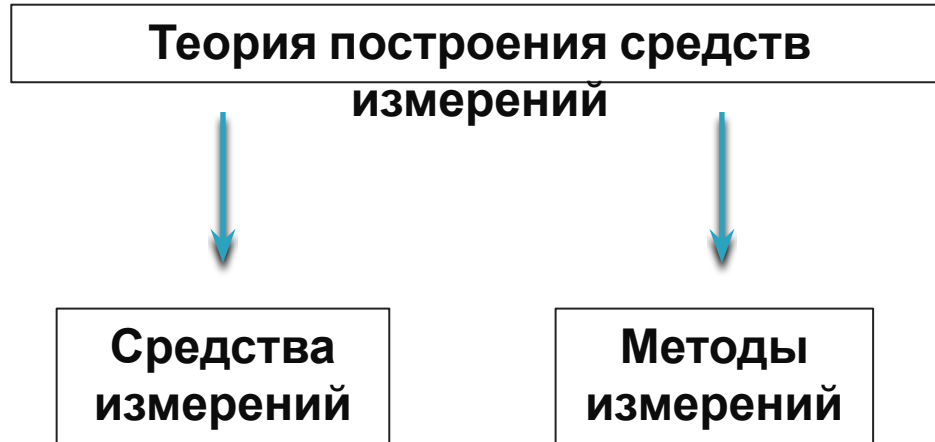 Теория построения средств
измерений
Средства
измерений
Методы
измерений